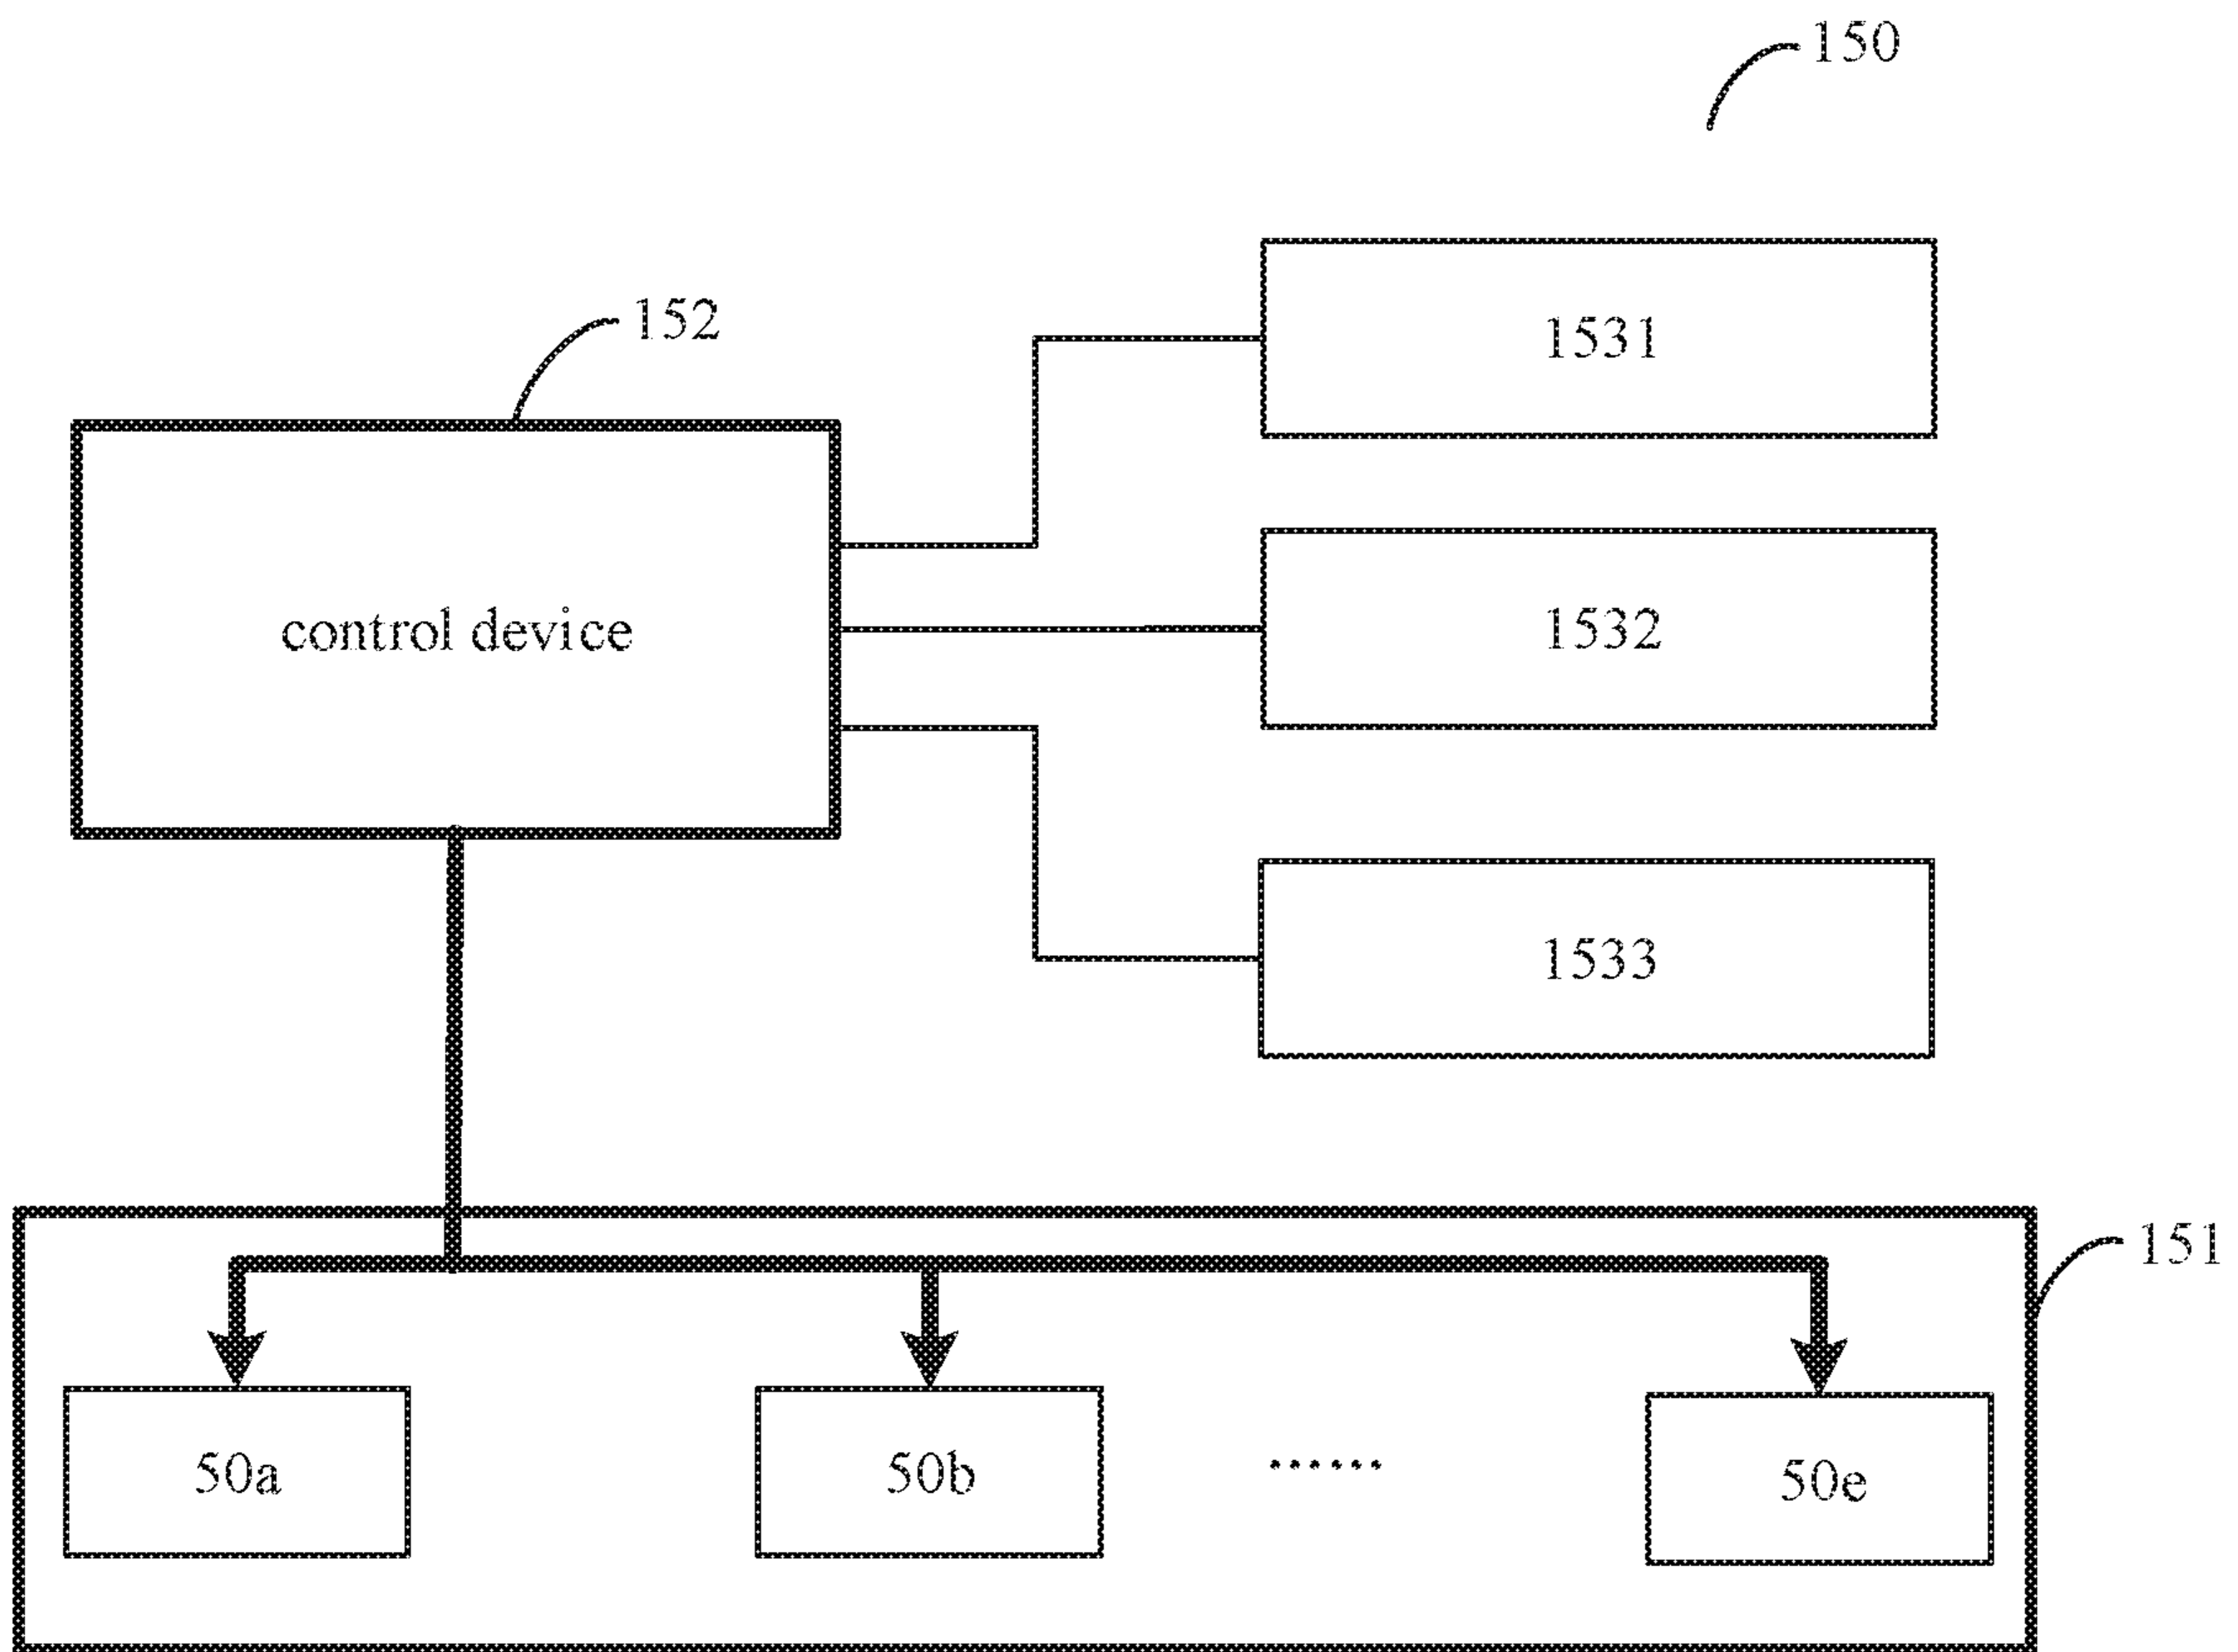 150
152
1531
control device
1532
1533
151
50a
50b
......
50e